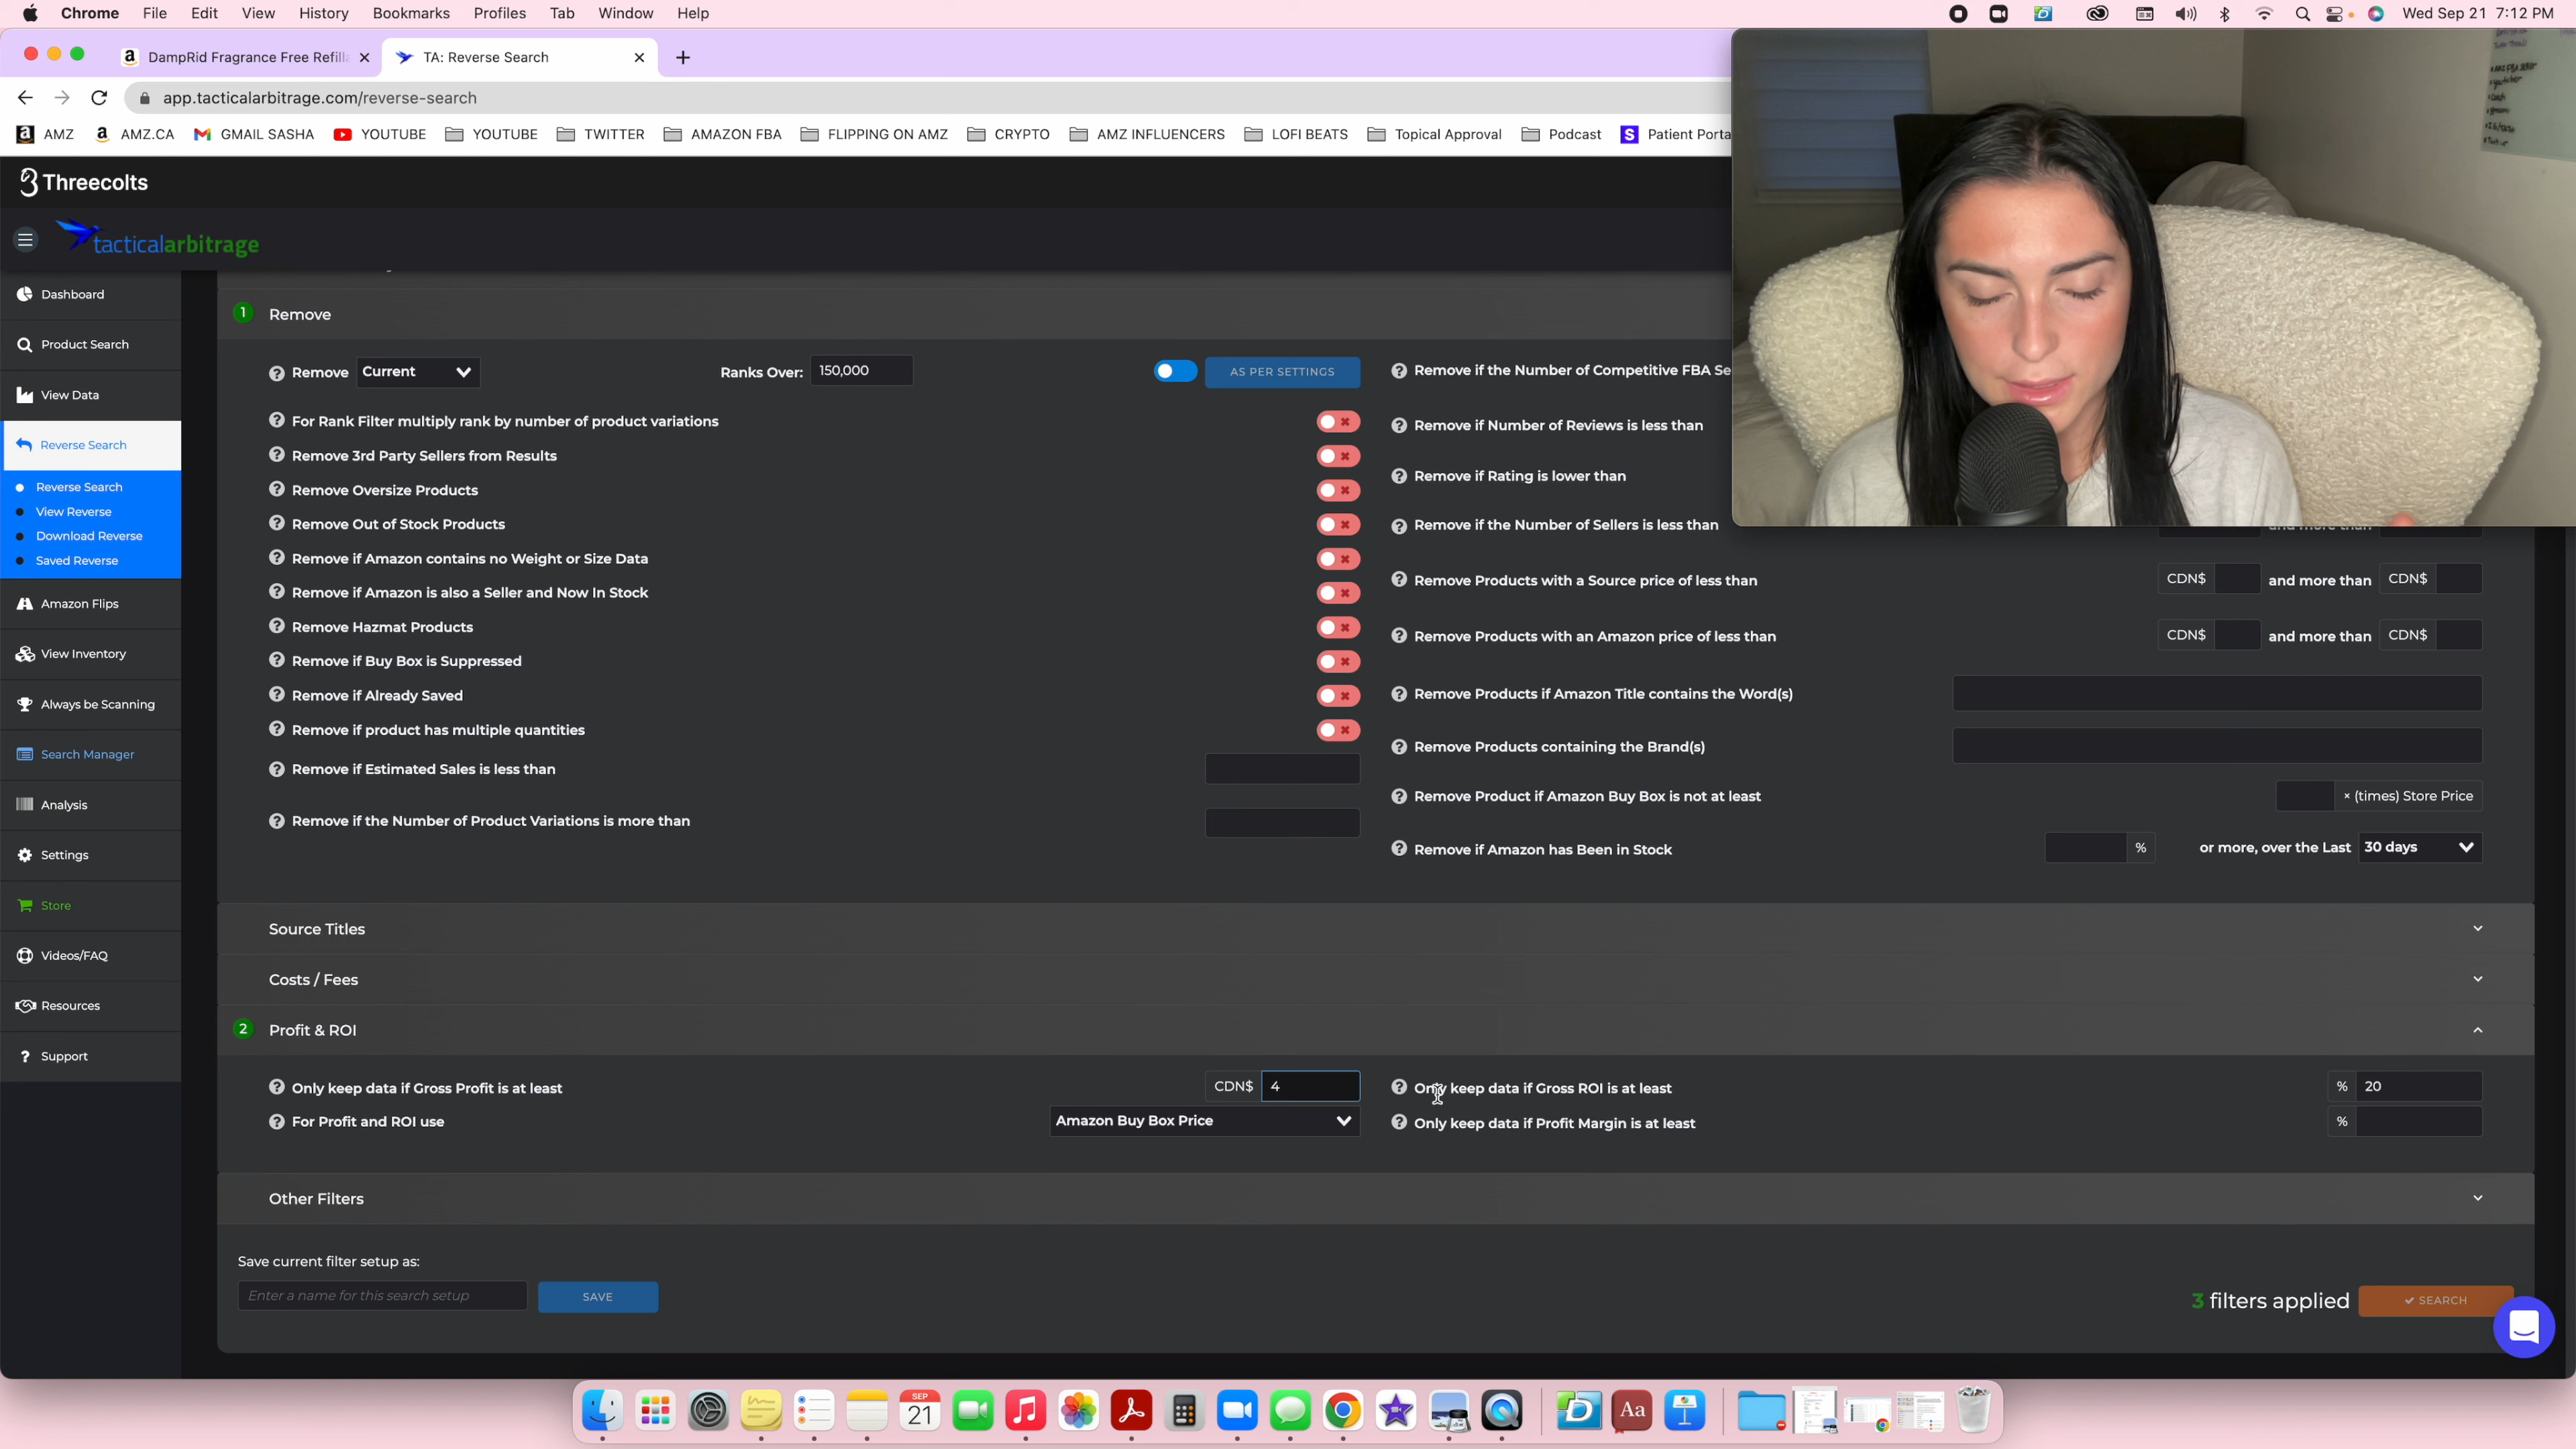 Chrome File Edit View History Bookmarks Profiles Tab Window Help Wed Sep 21 7:12 PM
DampRid Fragrance Free Refill TA: Reverse Search
app.tacticalarbitrage.com/reverse-search
AMZ AMZ.CA GMAIL SASHA YOUTUBE YOUTUBE TWITTER AMAZON FBA FLIPPING ON AMZ CRYPTO AMZ INFLUENCERS LOFI BEATS Topical Approval Podcast S Patient Porta
Threecolts
tacticalarbitrage
Dashboard
Product Search
View Data
Reverse Search
Reverse Search
View Reverse
Download Reverse
Saved Reverse
Amazon Flips
View Inventory
Always be Scanning
Search Manager
Analysis
Settings
Store
Videos/FAQ
Resources
Support
1 Remove
Remove Current Ranks Over: 150,000 AS PER SETTINGS
For Rank Filter multiply rank by number of product variations
Remove 3rd Party Sellers from Results
Remove Oversize Products
Remove Out of Stock Products
Remove if Amazon contains no Weight or Size Data
Remove if Amazon is also a Seller and Now In Stock
Remove Hazmat Products
Remove if Buy Box is Suppressed
Remove if Already Saved
Remove if product has multiple quantities
Remove if Estimated Sales is less than
Remove if the Number of Product Variations is more than
Remove if the Number of Competitive FBA Se
Remove if Number of Reviews is less than
Remove if Rating is lower than
Remove if the Number of Sellers is less than and more than
Remove Products with a Source price of less than CDN$ and more than CDN$
Remove Products with an Amazon price of less than CDN$ and more than CDN$
Remove Products if Amazon Title contains the Word(s)
Remove Products containing the Brand(s)
Remove Product if Amazon Buy Box is not at least × (times) Store Price
Remove if Amazon has Been in Stock % or more, over the Last 30 days
Source Titles
Costs / Fees
2 Profit & ROI
Only keep data if Gross Profit is at least CDN$ 4
For Profit and ROI use Amazon Buy Box Price
Only keep data if Gross ROI is at least % 20
Only keep data if Profit Margin is at least %
Other Filters
Save current filter setup as:
Enter a name for this search setup SAVE
3 filters applied SEARCH
SEP
21
Aa